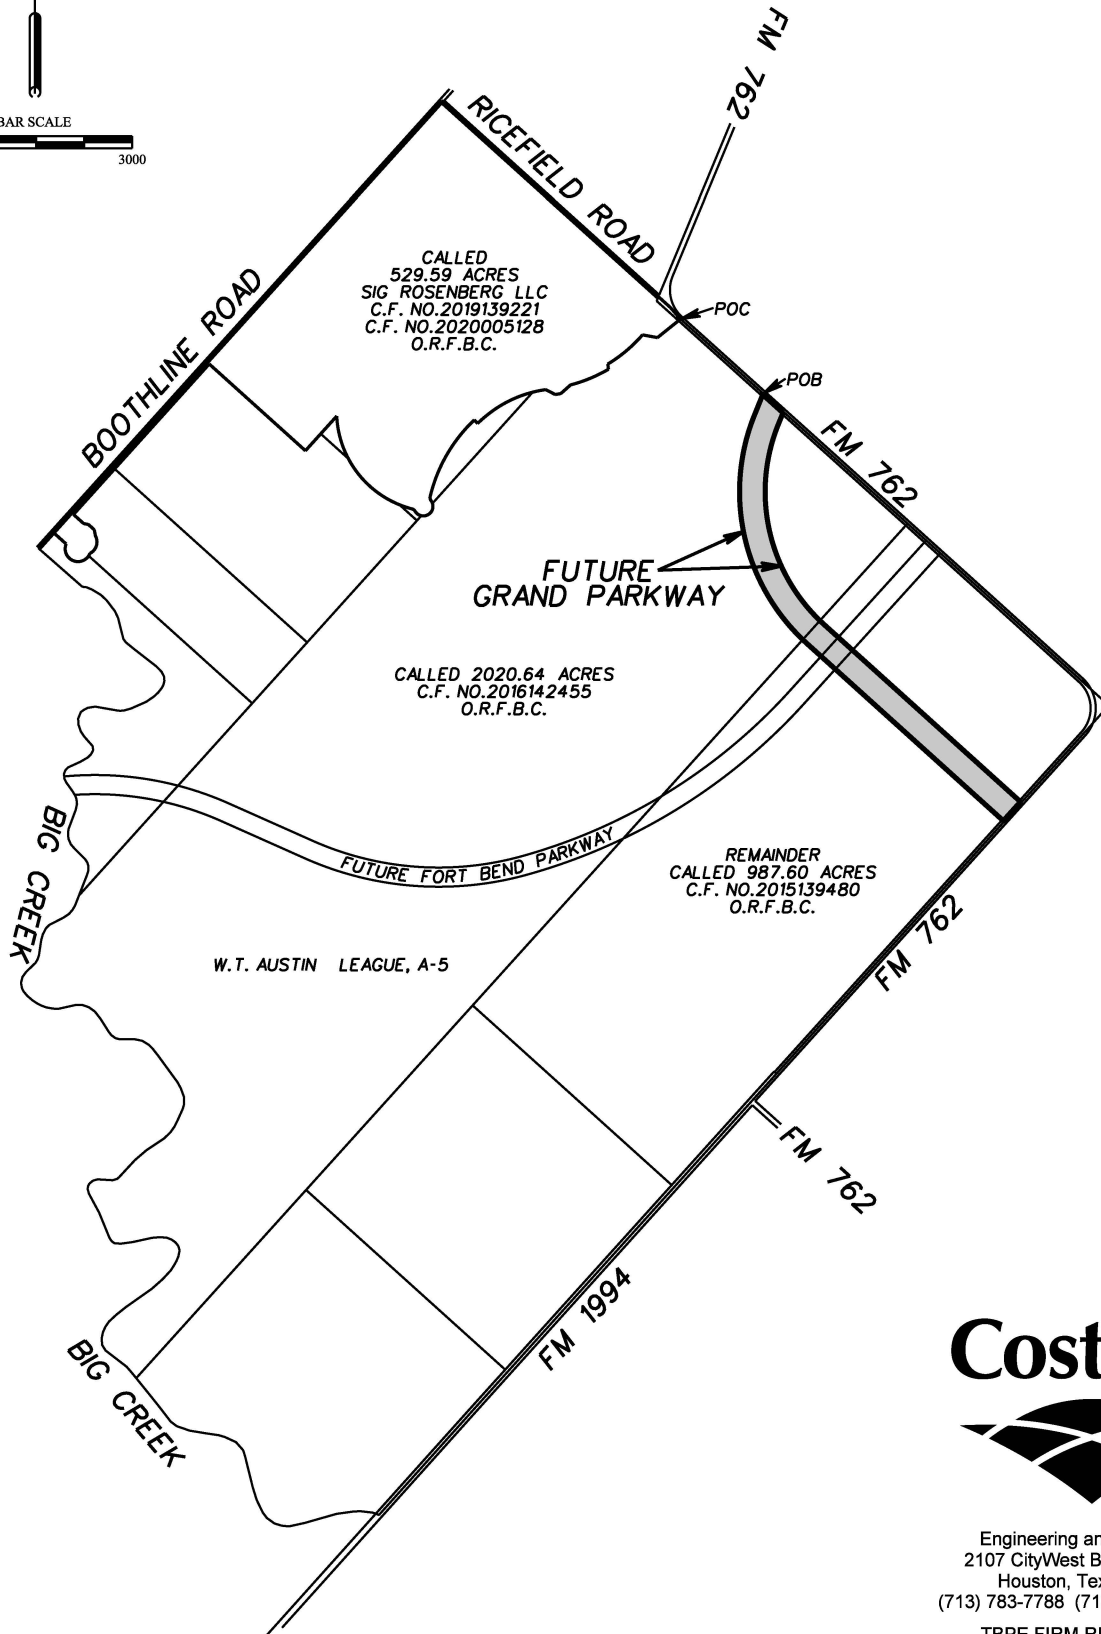 BAR SCALE
3000
FM 762
RICEFIELD ROAD
BOOTHLINE ROAD
CALLED
529.59 ACRES
SIG ROSENBERG LLC
C.F. NO.2019139221
C.F. NO.2020005128
O.R.F.B.C.
POC
POB
FM 762
FUTURE
GRAND PARKWAY
CALLED 2020.64 ACRES
C.F. NO.2016142455
O.R.F.B.C.
BIG CREEK
FUTURE FORT BEND PARKWAY
REMAINDER
CALLED 987.60 ACRES
C.F. NO.2015139480
O.R.F.B.C.
FM 762
W.T. AUSTIN LEAGUE, A-5
FM 762
FM 1994
BIG CREEK
Cost
Engineering an
2107 CityWest B
Houston, Tex
(713) 783-7788 (71